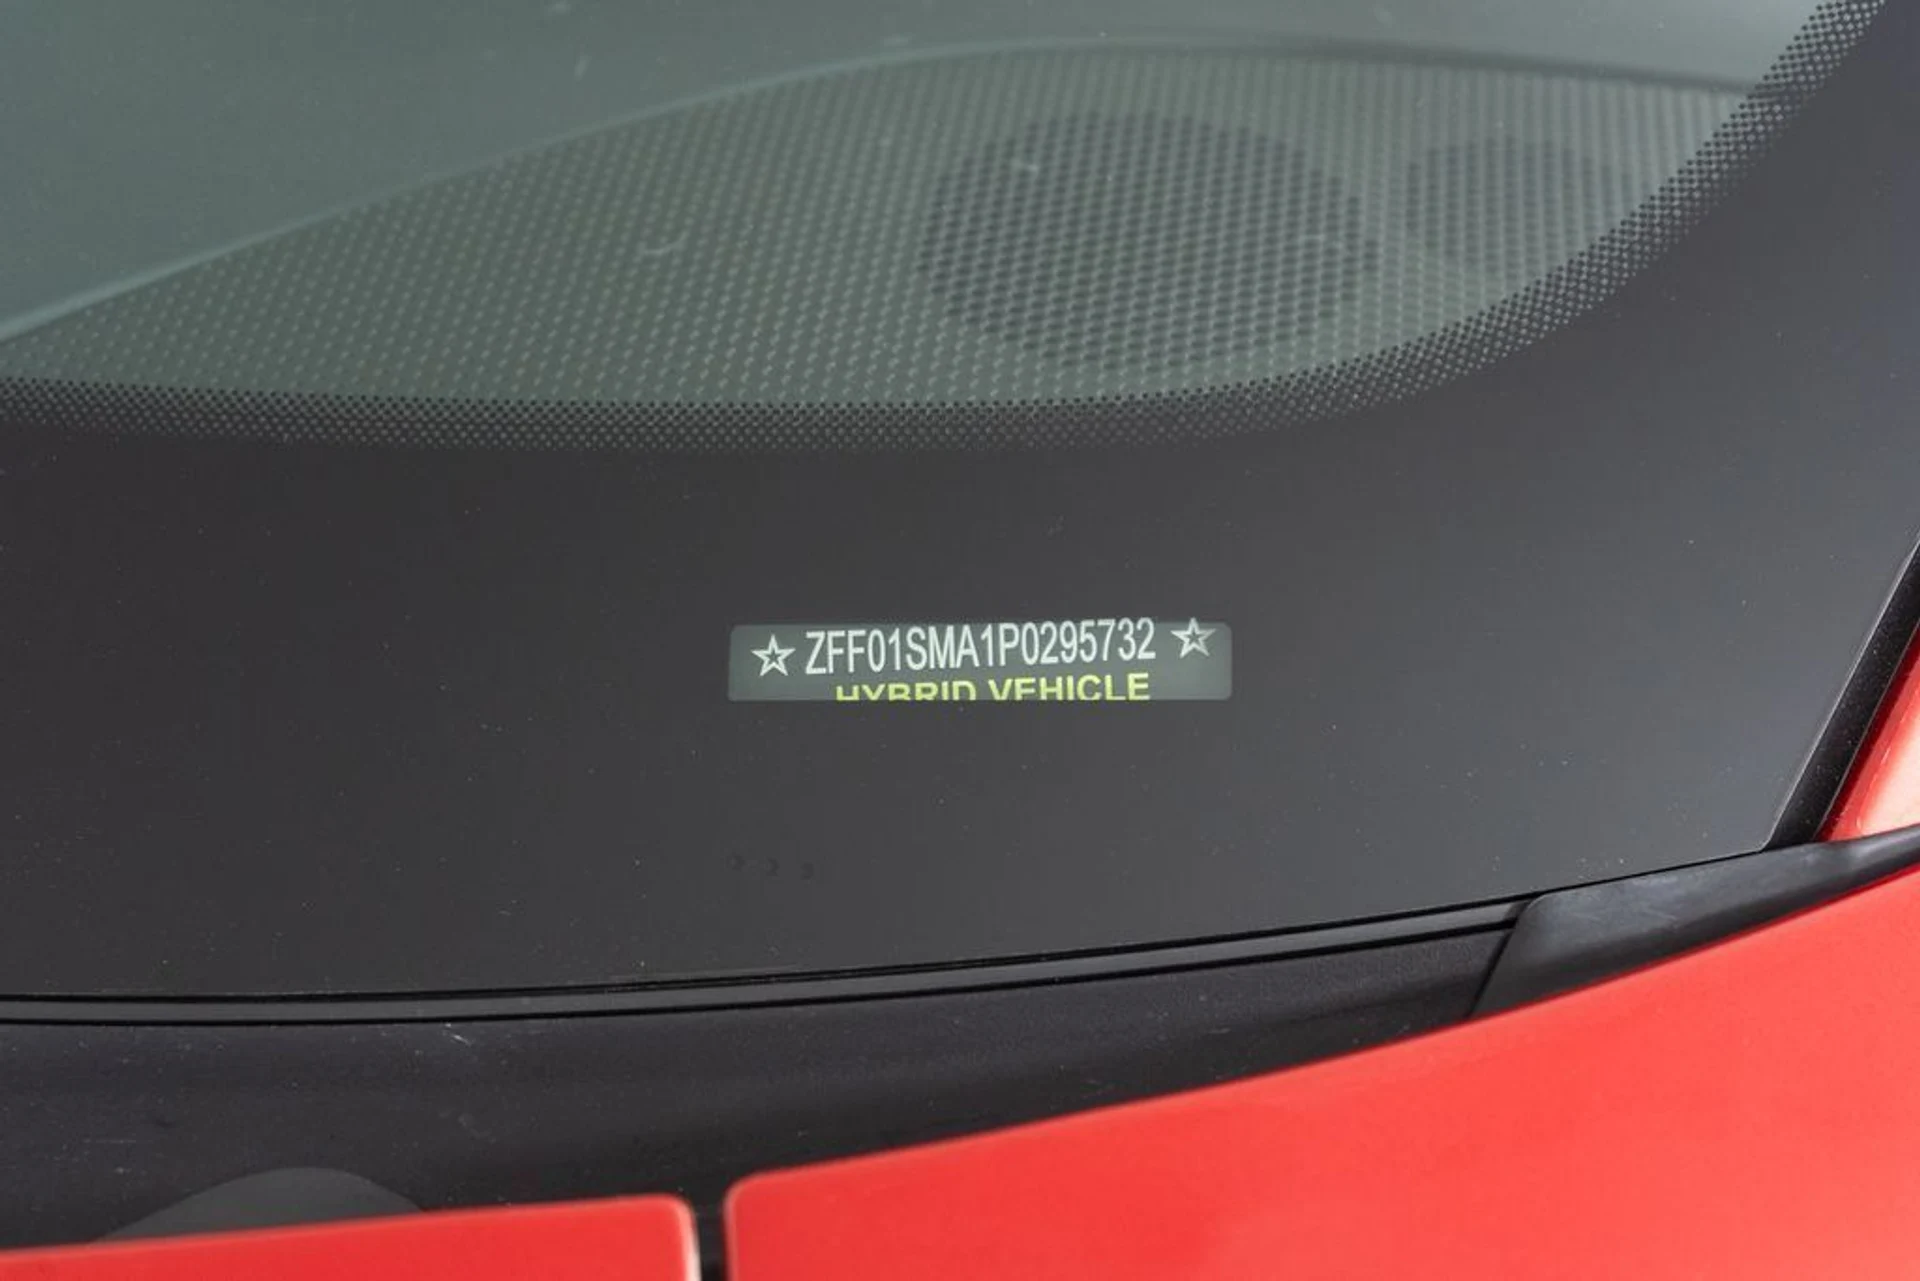 ☆ ZFF01SMA1P0295732 ☆
HYBRID VEHICLE